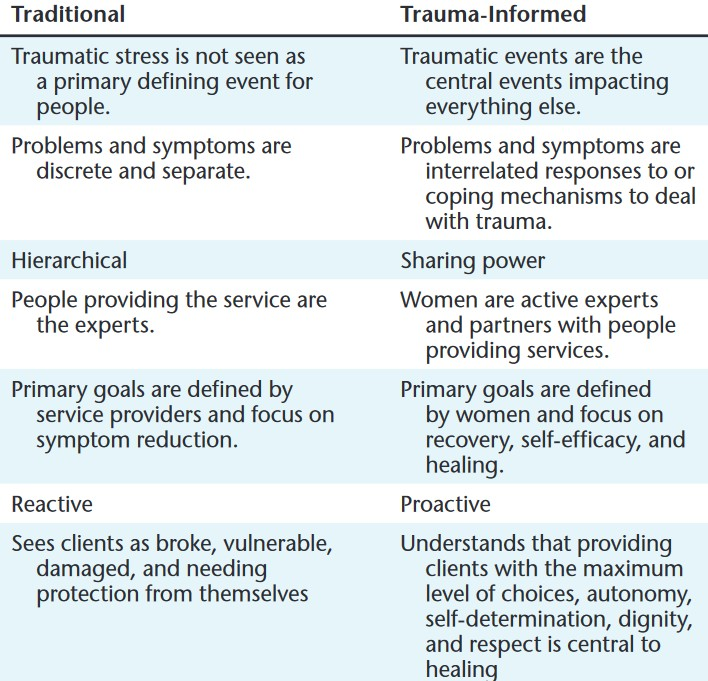 Traditional
Trauma-Informed
Traumatic stress is not seen as
a primary defining event for
people.
Traumatic events are the
central events impacting
everything else.
Problems and symptoms are
discrete and separate.
Problems and symptoms are
interrelated responses to or
coping mechanisms to deal
with trauma.
Hierarchical
Sharing power
People providing the service are
the experts.
Women are active experts
and partners with people
providing services.
Primary goals are defined by
service providers and focus on
symptom reduction.
Primary goals are defined
by women and focus on
recovery, self-efficacy, and
healing.
Reactive
Proactive
Sees clients as broke, vulnerable,
damaged, and needing
protection from themselves
Understands that providing
clients with the maximum
level of choices, autonomy,
self-determination, dignity,
and respect is central to
healing